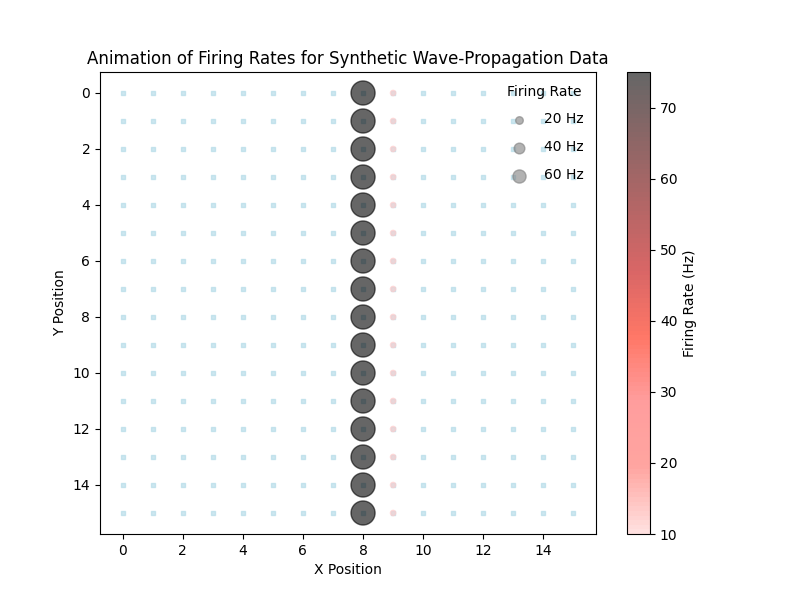 Animation of Firing Rates for Synthetic Wave-Propagation Data
Firing Rate
20 Hz
40 Hz
60 Hz
0
2
4
6
8
10
12
14
Y Position
0 2 4 6 8 10 12 14
X Position
70
60
50
40
30
20
10
Firing Rate (Hz)